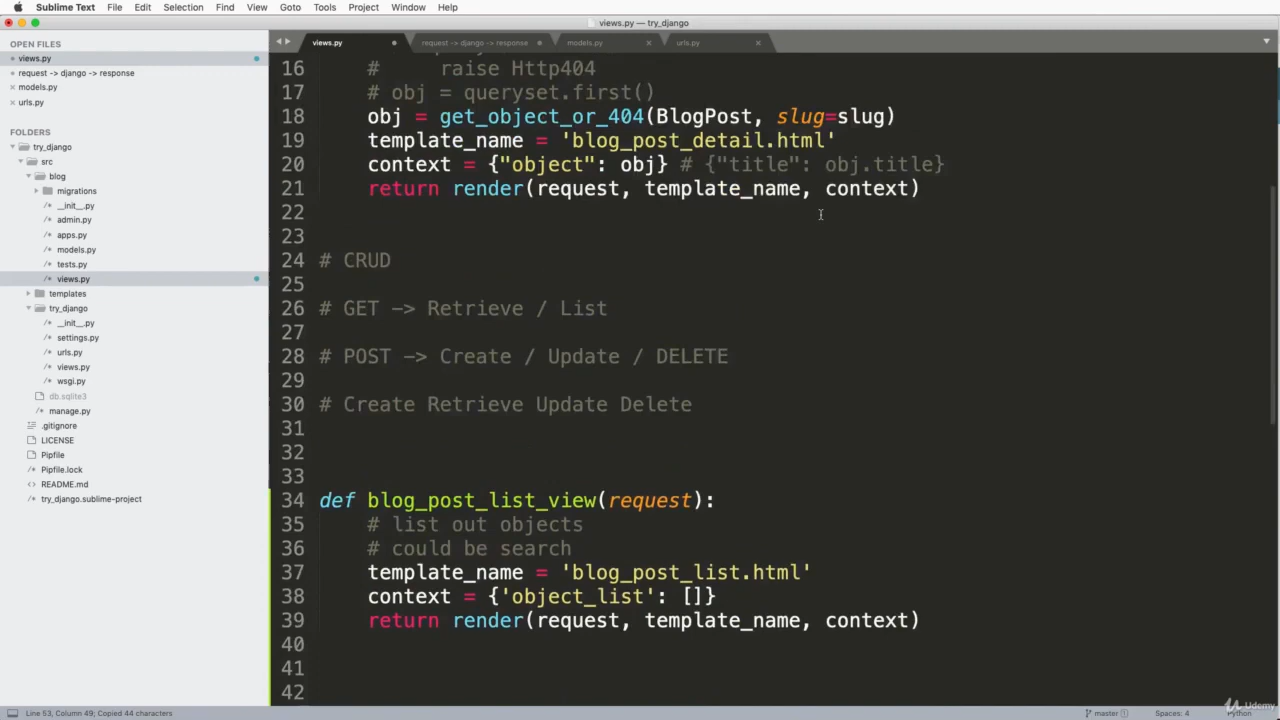 Sublime Text File Edit Selection Find View Goto Tools Project Window Help
views.py — try_django
OPEN FILES
views.py
request -> django -> response
models.py
urls.py
FOLDERS
try_django
src
blog
migrations
__init__.py
admin.py
apps.py
models.py
tests.py
views.py
templates
try_django
__init__.py
settings.py
urls.py
views.py
wsgi.py
db.sqlite3
manage.py
.gitignore
LICENSE
Pipfile
Pipfile.lock
README.md
try_django.sublime-project
views.py request -> django -> response models.py urls.py
16 # raise Http404
17 # obj = queryset.first()
18 obj = get_object_or_404(BlogPost, slug=slug)
19 template_name = 'blog_post_detail.html'
20 context = {"object": obj} # {"title": obj.title}
21 return render(request, template_name, context)
22
23
24 # CRUD
25
26 # GET -> Retrieve / List
27
28 # POST -> Create / Update / DELETE
29
30 # Create Retrieve Update Delete
31
32
33
34 def blog_post_list_view(request):
35 # list out objects
36 # could be search
37 template_name = 'blog_post_list.html'
38 context = {'object_list': []}
39 return render(request, template_name, context)
40
41
42
Line 53, Column 49; Copied 44 characters
master 1 Spaces: 4 Python
Udemy